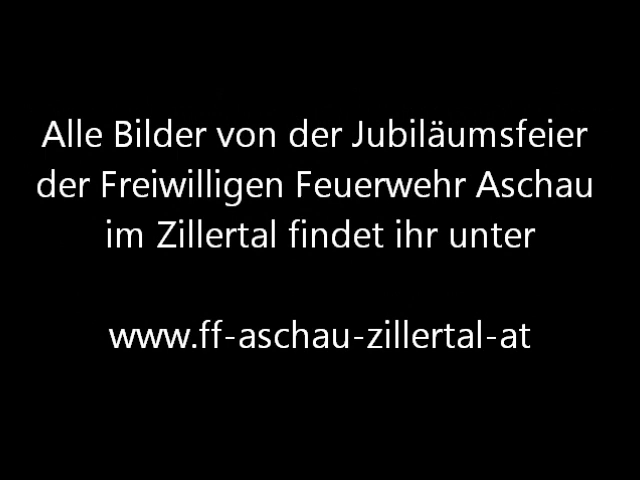 Alle Bilder von der Jubiläumsfeier
der Freiwilligen Feuerwehr Aschau
im Zillertal findet ihr unter
www.ff-aschau-zillertal-at